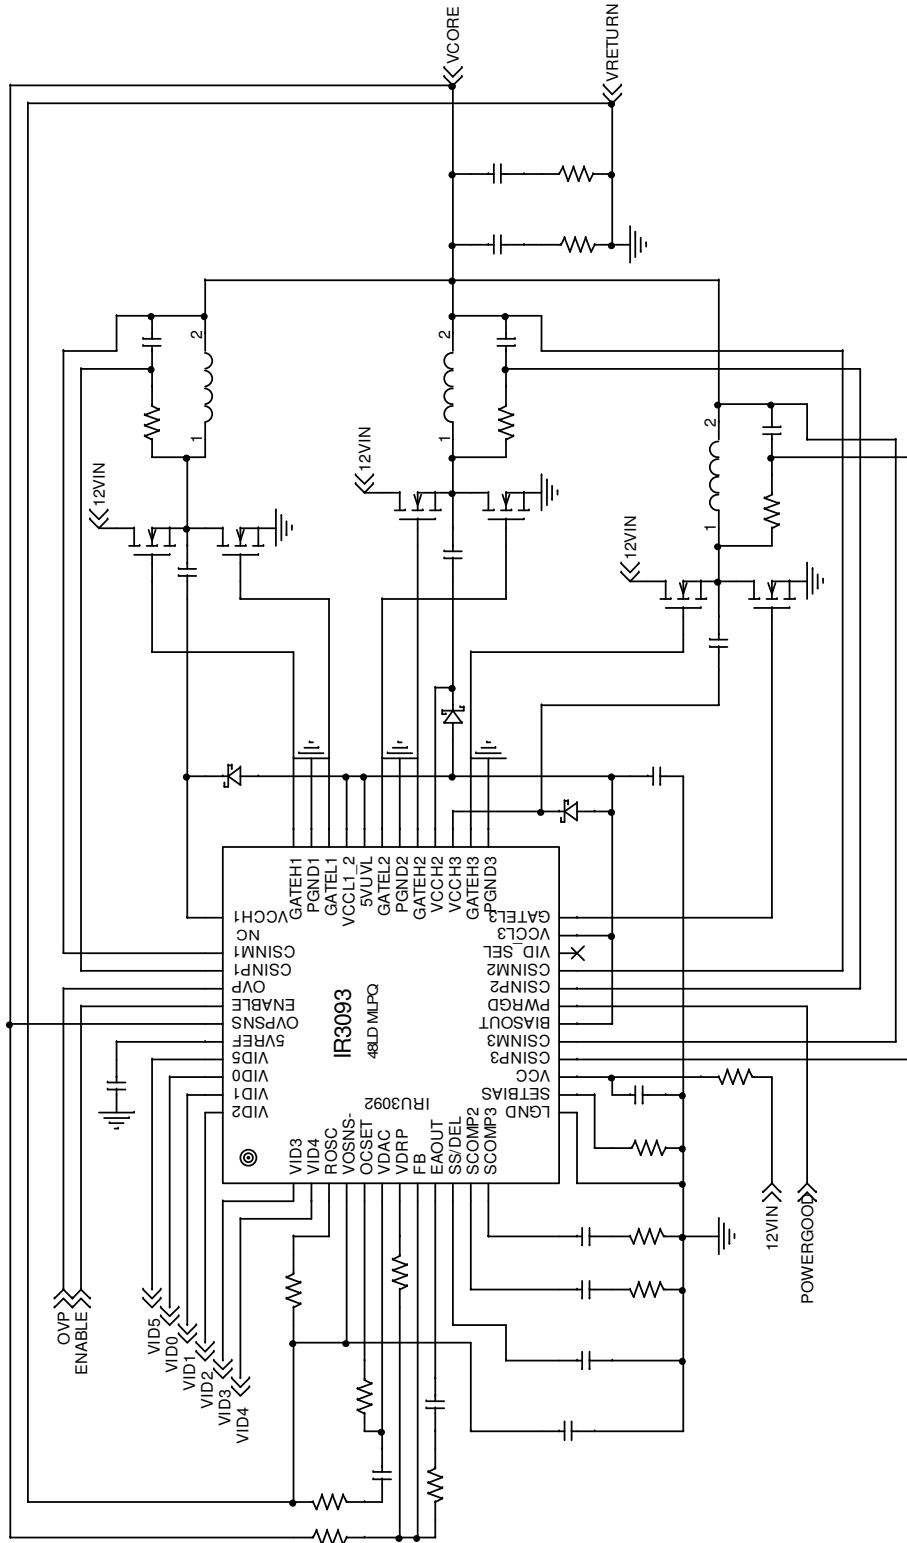 VCORE
VRETURN
2
1
12VIN
2
1
12VIN
2
1
12VIN
GATEH1
PGND1
GATEL1
VCCL1_2
5VUVL
GATEL2
PGND2
GATEH2
VCCH2
VCCH3
GATEH3
PGND3
VCCH1
NC
CSINM1
CSINP1
OVP
ENABLE
OVPSNS
5VREF
VID5
VID0
VID1
VID2
GATEL3
VCCL3
VID_SEL
CSINM2
CSINP2
PWRGD
BIASOUT
CSINM3
CSINP3
VCC
SETBIAS
LGND
IR3093
48LD MLPQ
IRU3092
VID3
VID4
ROSC
VOSNS-
OCSET
VDAC
VDRP
FB
EAOUT
SS/DEL
SCOMP2
SCOMP3
OVP
ENABLE
VID5
VID0
VID1
VID2
VID3
VID4
12VIN
POWERGOOD